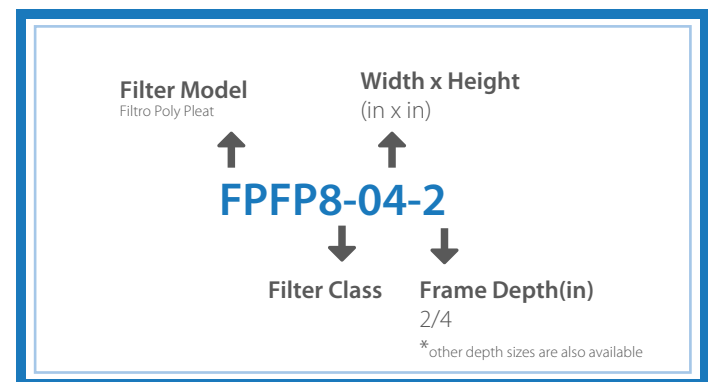 Filter Model
Filtro Poly Pleat
Width x Height
(in x in)
FPFP8-04-2
Filter Class
Frame Depth(in)
2/4
*other depth sizes are also available